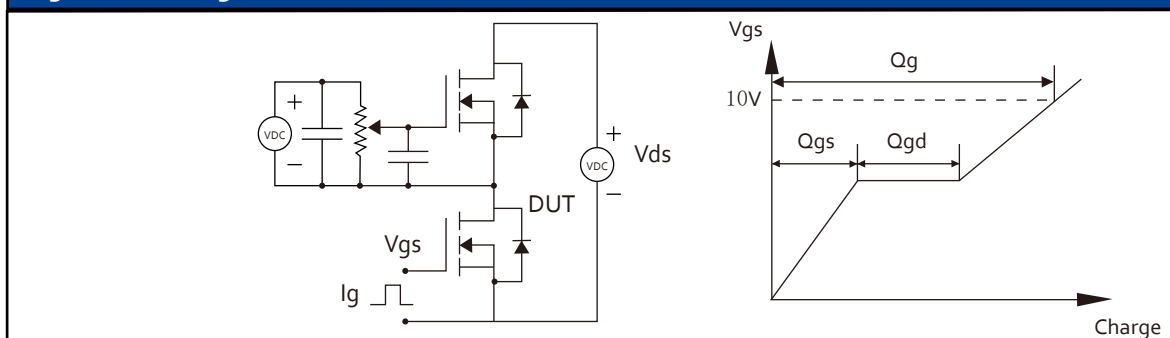 +
VDC
−
+
VDC
−
Vds
DUT
Vgs
Ig
Vgs
Qg
10V
Qgs
Qgd
Charge